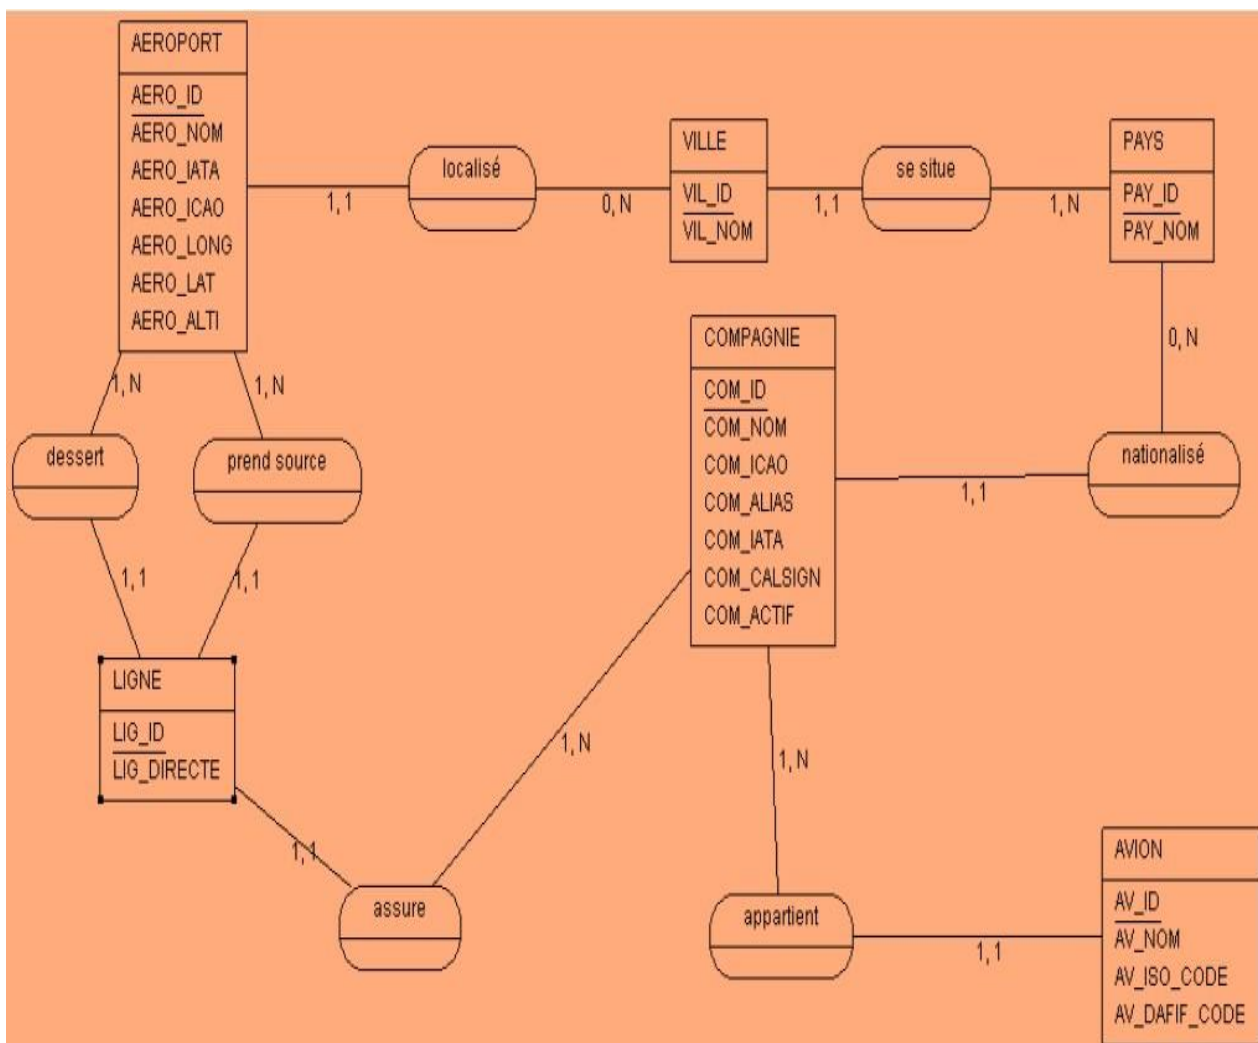 AEROPORT
AERO_ID
AERO_NOM
AERO_IATA
AERO_ICAO
AERO_LONG
AERO_LAT
AERO_ALTI
1, 1
localisé
0, N
VILLE
VIL_ID
VIL_NOM
1, 1
se situe
1, N
PAYS
PAY_ID
PAY_NOM
0, N
nationalisé
1, 1
COMPAGNIE
COM_ID
COM_NOM
COM_ICAO
COM_ALIAS
COM_IATA
COM_CALSIGN
COM_ACTIF
1, N
1, N
dessert
prend source
1, 1
1, 1
LIGNE
LIG_ID
LIG_DIRECTE
1, 1
assure
1, N
1, N
appartient
1, 1
AVION
AV_ID
AV_NOM
AV_ISO_CODE
AV_DAFIF_CODE